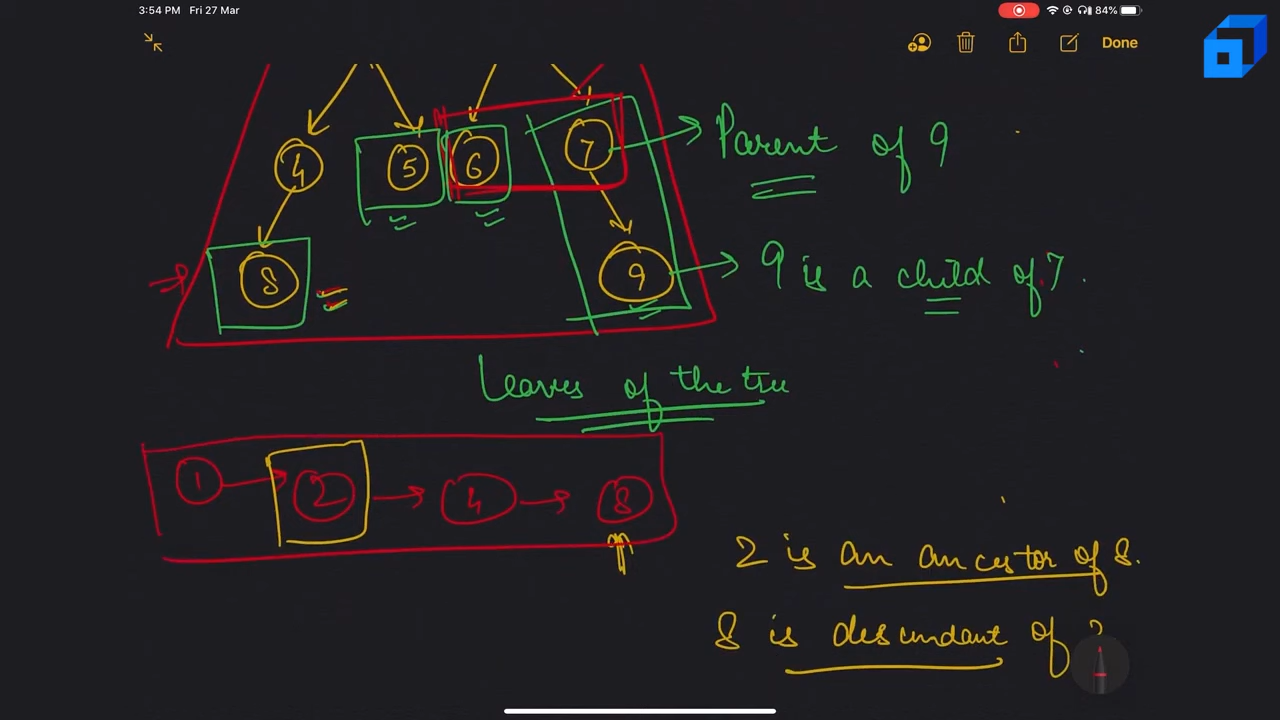 3:54 PM Fri 27 Mar
84%
Done
4 5 6 7
Parent of 9
8 9
9 is a child of 7.
Leaves of the tree
1 2 4 8
2 is an ancestor of 8.
8 is descendant of